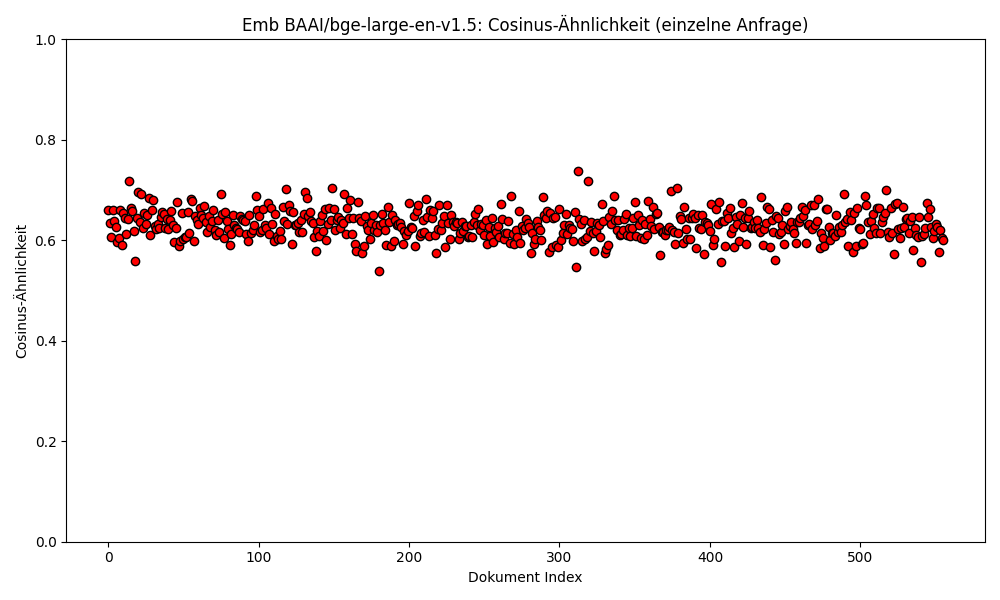 Emb BAAI/bge-large-en-v1.5: Cosinus-Ähnlichkeit (einzelne Anfrage)
1.0
0.8
0.6
0.4
0.2
0.0
Cosinus-Ähnlichkeit
0 100 200 300 400 500
Dokument Index